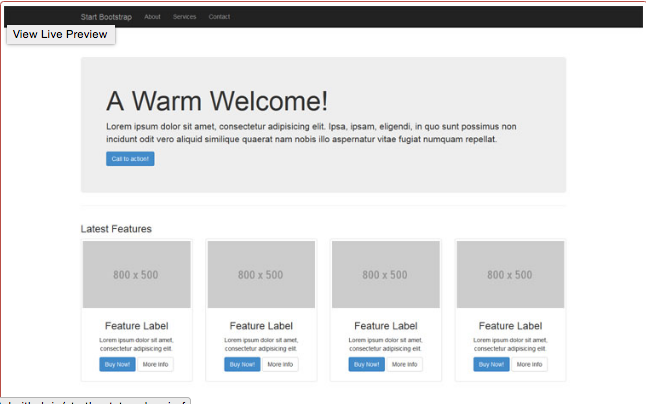 Start Bootstrap About Services Contact
View Live Preview
A Warm Welcome!
Lorem ipsum dolor sit amet, consectetur adipisicing elit. Ipsa, ipsam, eligendi, in quo sunt possimus non
incidunt odit vero aliquid similique quaerat nam nobis illo aspernatur vitae fugiat numquam repellat.
Call to action!
Latest Features
800 x 500 800 x 500 800 x 500 800 x 500
Feature Label Feature Label Feature Label Feature Label
Lorem ipsum dolor sit amet, Lorem ipsum dolor sit amet, Lorem ipsum dolor sit amet, Lorem ipsum dolor sit amet,
consectetur adipisicing elit. consectetur adipisicing elit. consectetur adipisicing elit. consectetur adipisicing elit.
Buy Now! More Info Buy Now! More Info Buy Now! More Info Buy Now! More Info